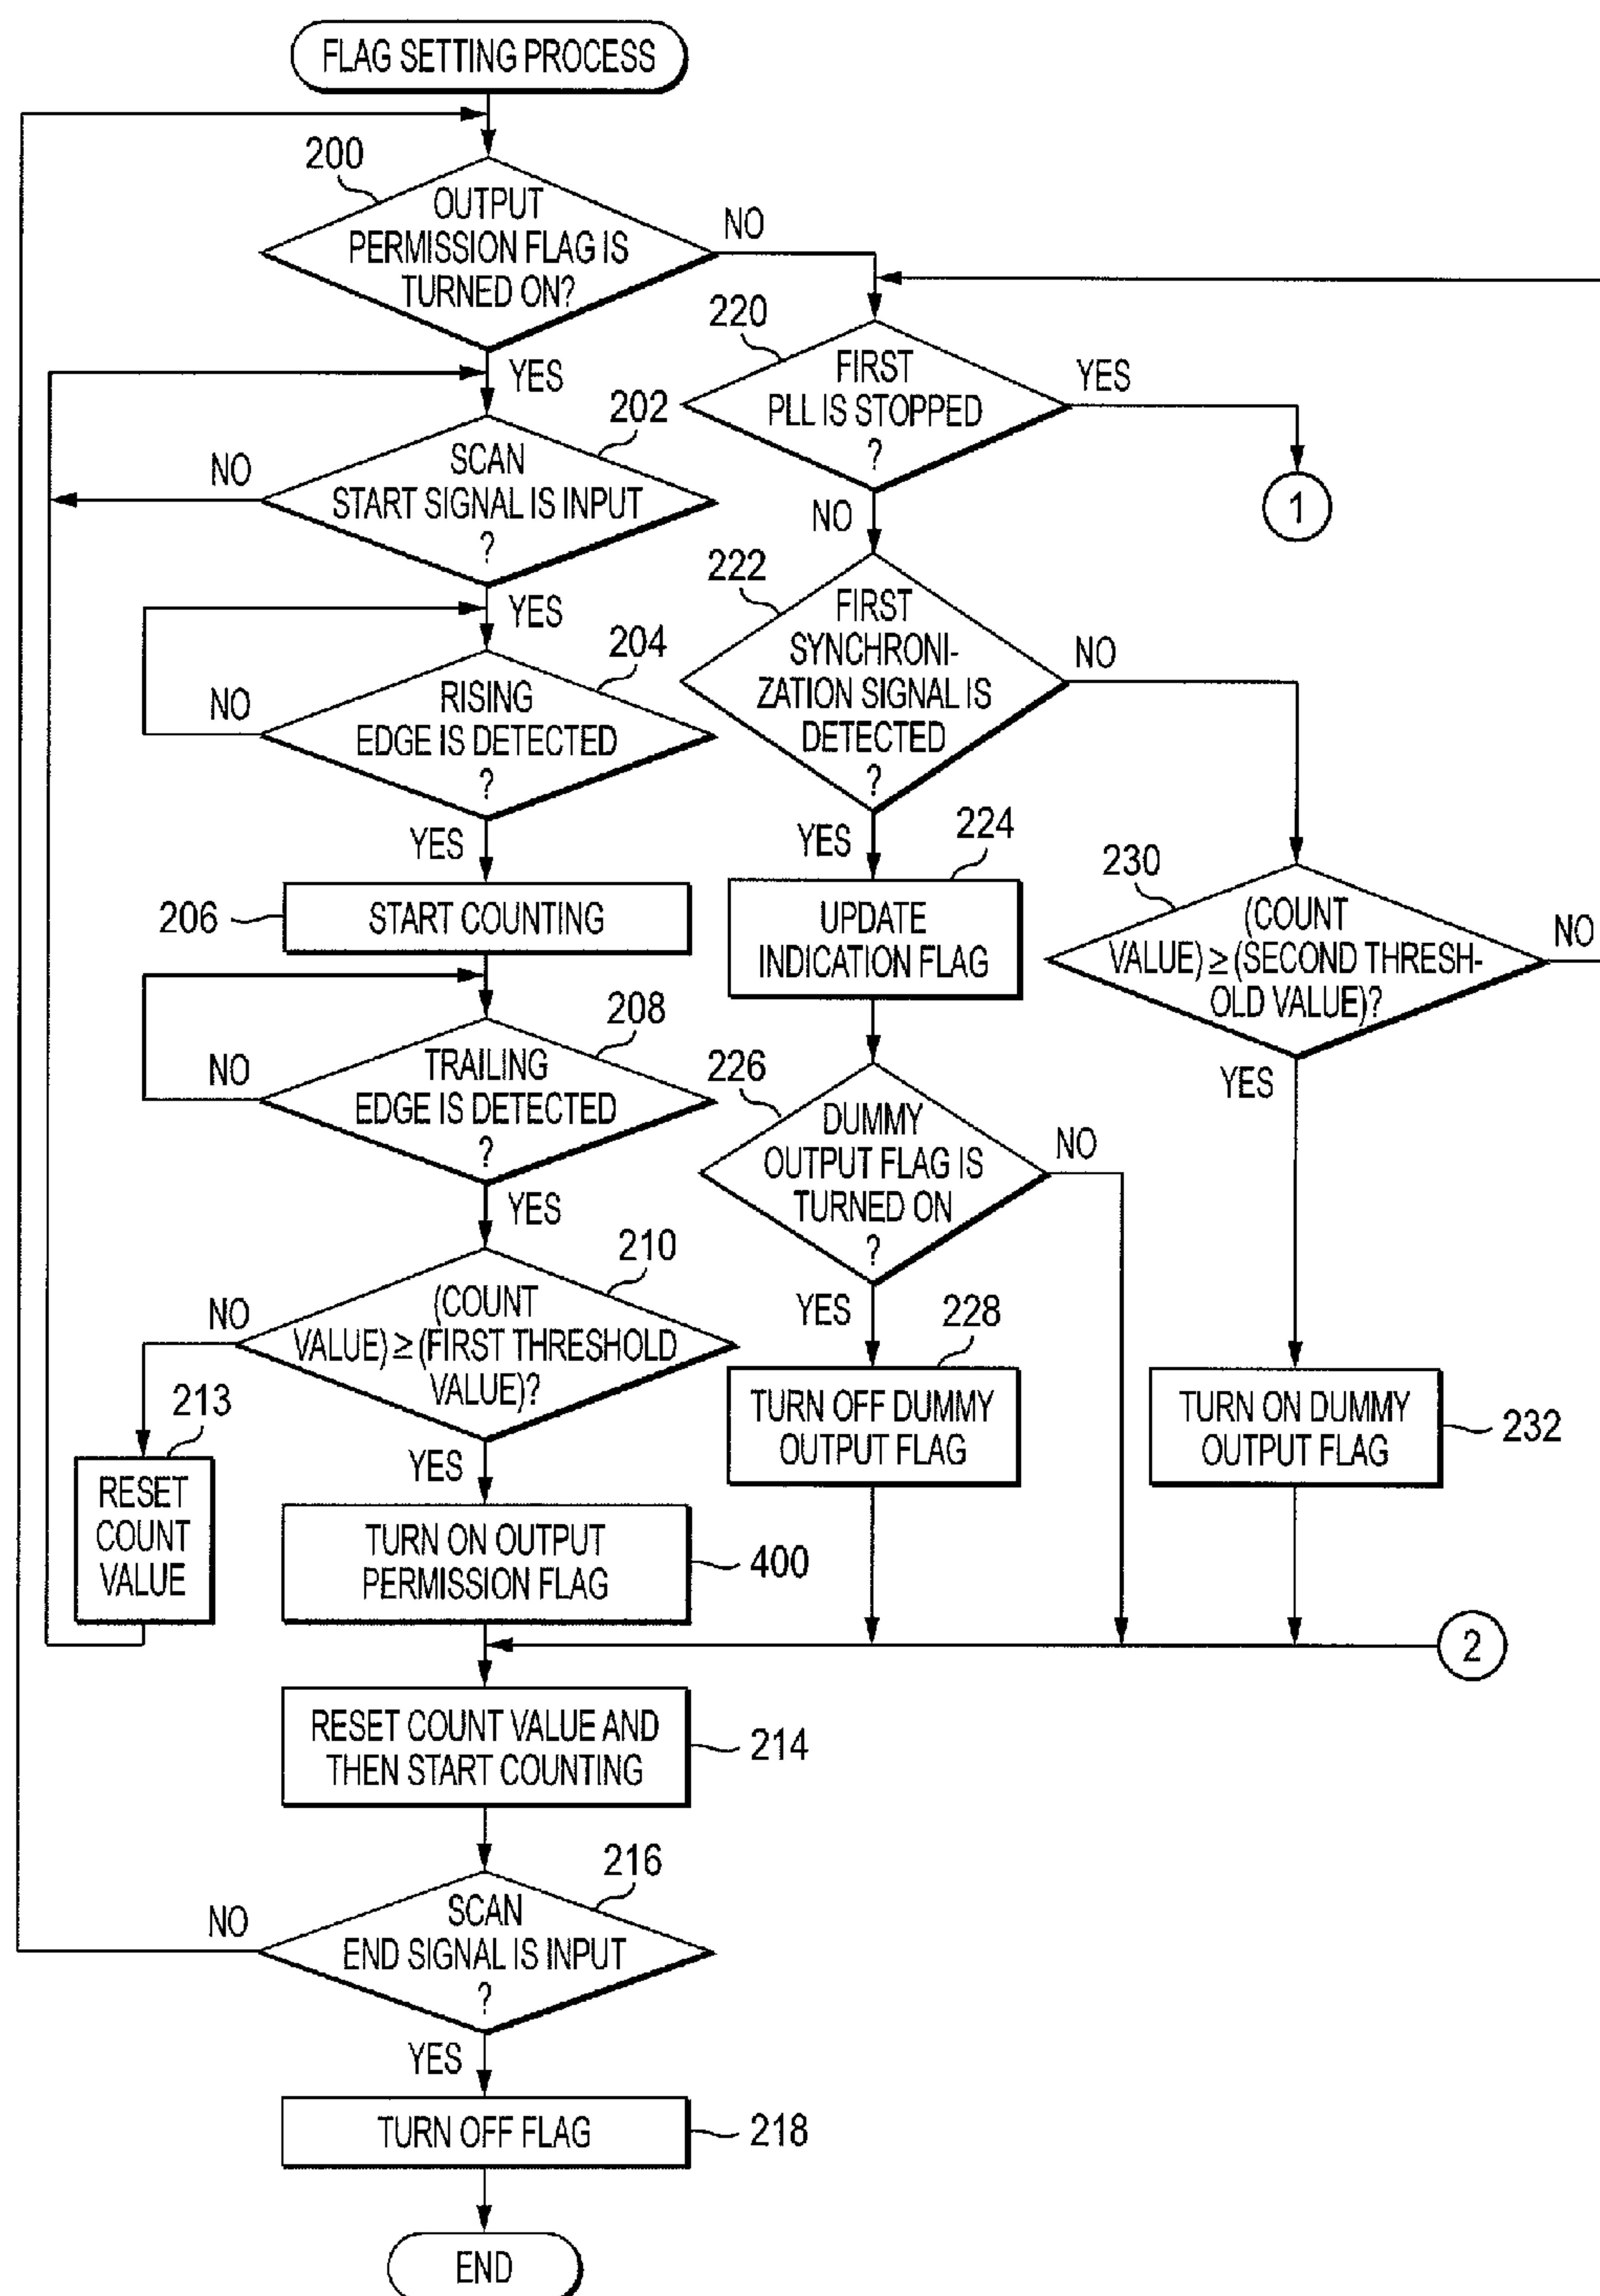 FLAG SETTING PROCESS
200
OUTPUT
PERMISSION FLAG IS
TURNED ON?
NO
YES
202
SCAN
START SIGNAL IS INPUT
?
NO
YES
204
RISING
EDGE IS DETECTED
?
NO
YES
206
START COUNTING
208
TRAILING
EDGE IS DETECTED
?
NO
YES
210
(COUNT
VALUE) ≥ (FIRST THRESHOLD
VALUE)?
NO
YES
213
RESET
COUNT
VALUE
TURN ON OUTPUT
PERMISSION FLAG
400
RESET COUNT VALUE AND
THEN START COUNTING
214
216
SCAN
END SIGNAL IS INPUT
?
NO
YES
TURN OFF FLAG
218
END
220
FIRST
PLL IS STOPPED
?
YES
1
NO
222
FIRST
SYNCHRONI-
ZATION SIGNAL IS
DETECTED
?
NO
YES
224
UPDATE
INDICATION FLAG
226
DUMMY
OUTPUT FLAG IS
TURNED ON
?
NO
YES
228
TURN OFF DUMMY
OUTPUT FLAG
230
(COUNT
VALUE) ≥ (SECOND THRESH-
OLD VALUE)?
NO
YES
TURN ON DUMMY
OUTPUT FLAG
232
2